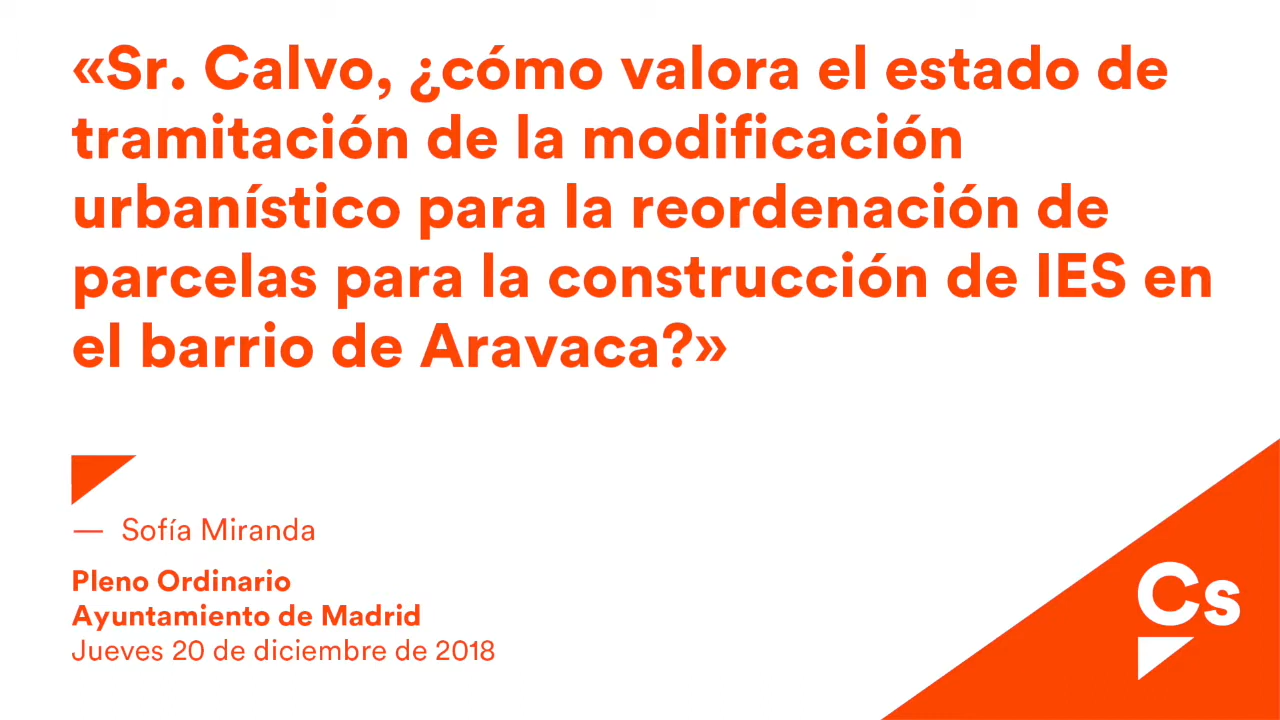 «Sr. Calvo, ¿cómo valora el estado de
tramitación de la modificación
urbanístico para la reordenación de
parcelas para la construcción de IES en
el barrio de Aravaca?»
— Sofía Miranda
Pleno Ordinario
Ayuntamiento de Madrid
Jueves 20 de diciembre de 2018
Cs